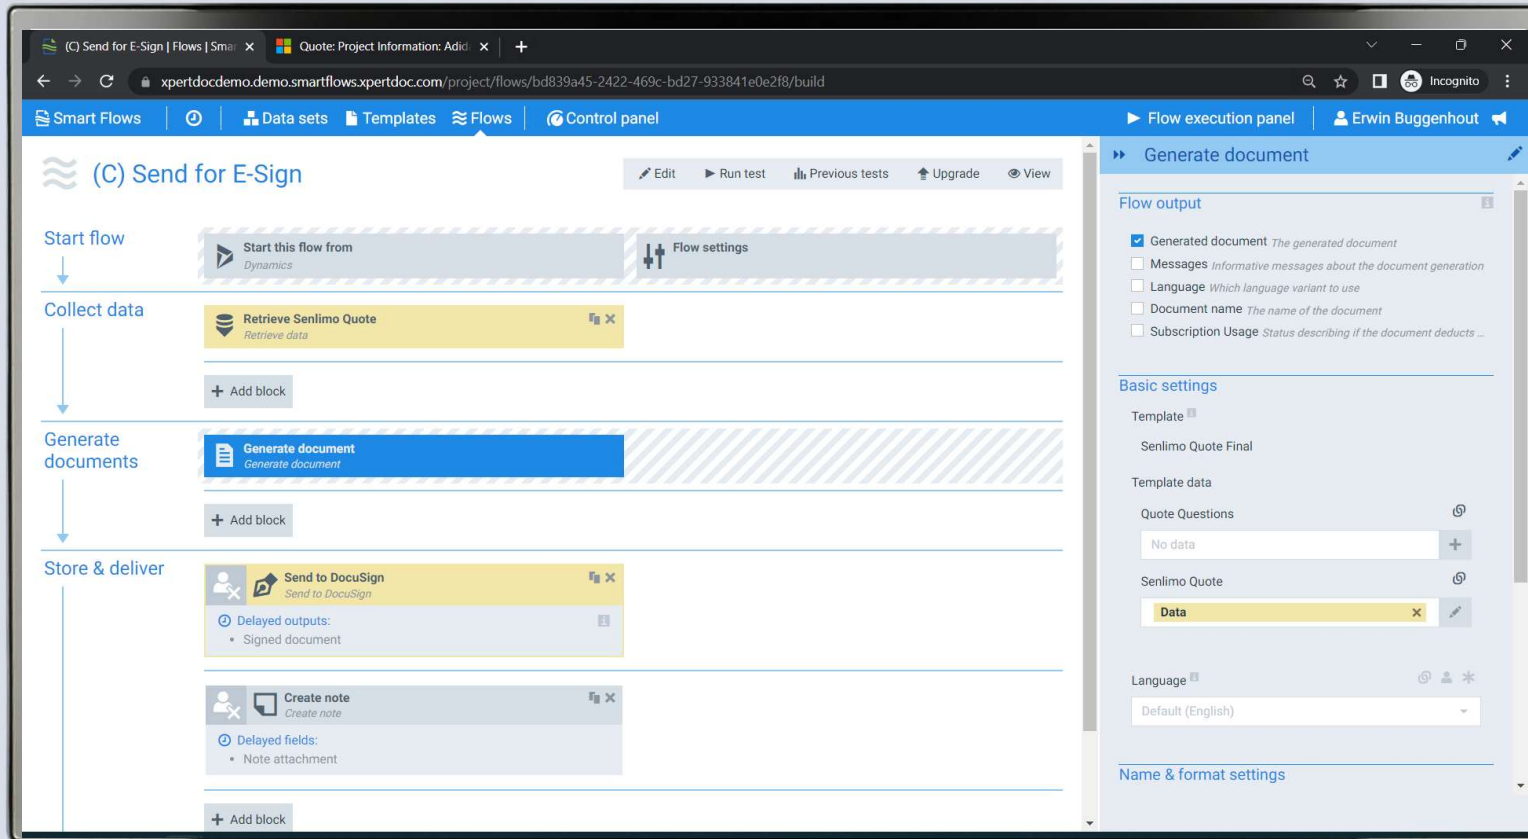 (C) Send for E-Sign | Flows | Smar
Quote: Project Information: Adid
xpertdocdemo.demo.smartflows.xpertdoc.com/project/flows/bd839a45-2422-469c-bd27-933841e0e2f8/build
Incognito
Smart Flows
Data sets
Templates
Flows
Control panel
Flow execution panel
Erwin Buggenhout
(C) Send for E-Sign
Edit
Run test
Previous tests
Upgrade
View
Start flow
Start this flow from
Dynamics
Flow settings
Collect data
Retrieve Senlimo Quote
Retrieve data
+ Add block
Generate
documents
Generate document
Generate document
+ Add block
Store & deliver
Send to DocuSign
Send to DocuSign
Delayed outputs:
• Signed document
Create note
Create note
Delayed fields:
• Note attachment
+ Add block
Generate document
Flow output
Generated document The generated document
Messages Informative messages about the document generation
Language Which language variant to use
Document name The name of the document
Subscription Usage Status describing if the document deducts ...
Basic settings
Template
Senlimo Quote Final
Template data
Quote Questions
No data
Senlimo Quote
Data
Language
Default (English)
Name & format settings